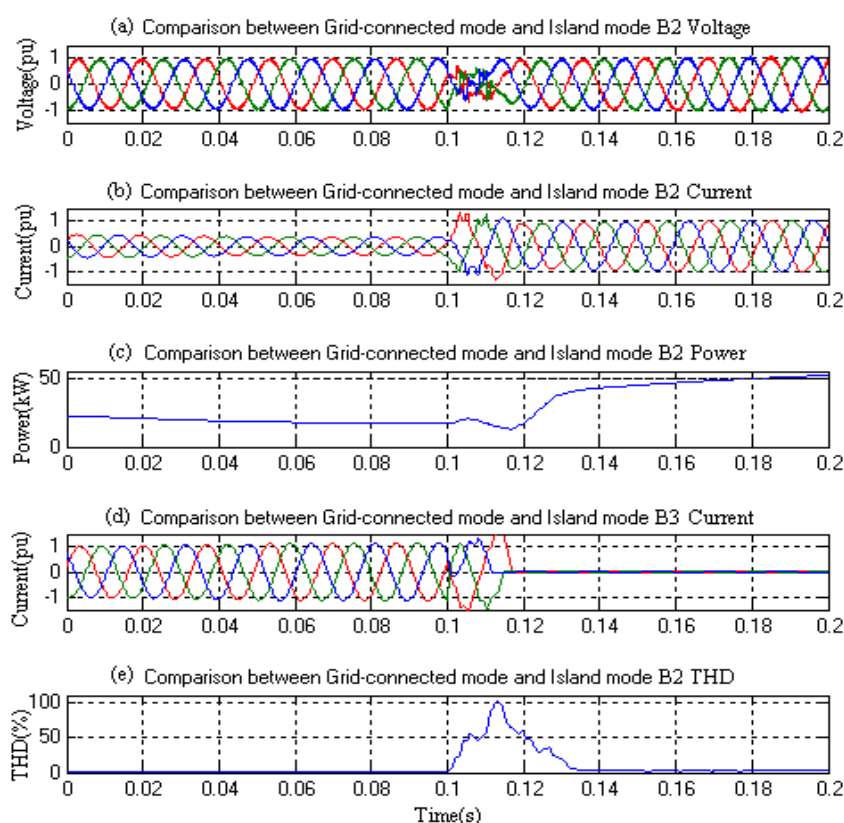 (a) Comparison between Grid-connected mode and Island mode B2 Voltage
Voltage(pu)
1
0
-1
0 0.02 0.04 0.06 0.08 0.1 0.12 0.14 0.16 0.18 0.2
(b) Comparison between Grid-connected mode and Island mode B2 Current
Current(pu)
1
0
-1
0 0.02 0.04 0.06 0.08 0.1 0.12 0.14 0.16 0.18 0.2
(c) Comparison between Grid-connected mode and Island mode B2 Power
Power(kW)
50
0
0 0.02 0.04 0.06 0.08 0.1 0.12 0.14 0.16 0.18 0.2
(d) Comparison between Grid-connected mode and Island mode B3 Current
Current(pu)
1
0
-1
0 0.02 0.04 0.06 0.08 0.1 0.12 0.14 0.16 0.18 0.2
(e) Comparison between Grid-connected mode and Island mode B2 THD
THD(%)
100
50
0
0 0.02 0.04 0.06 0.08 0.1 0.12 0.14 0.16 0.18 0.2
Time(s)